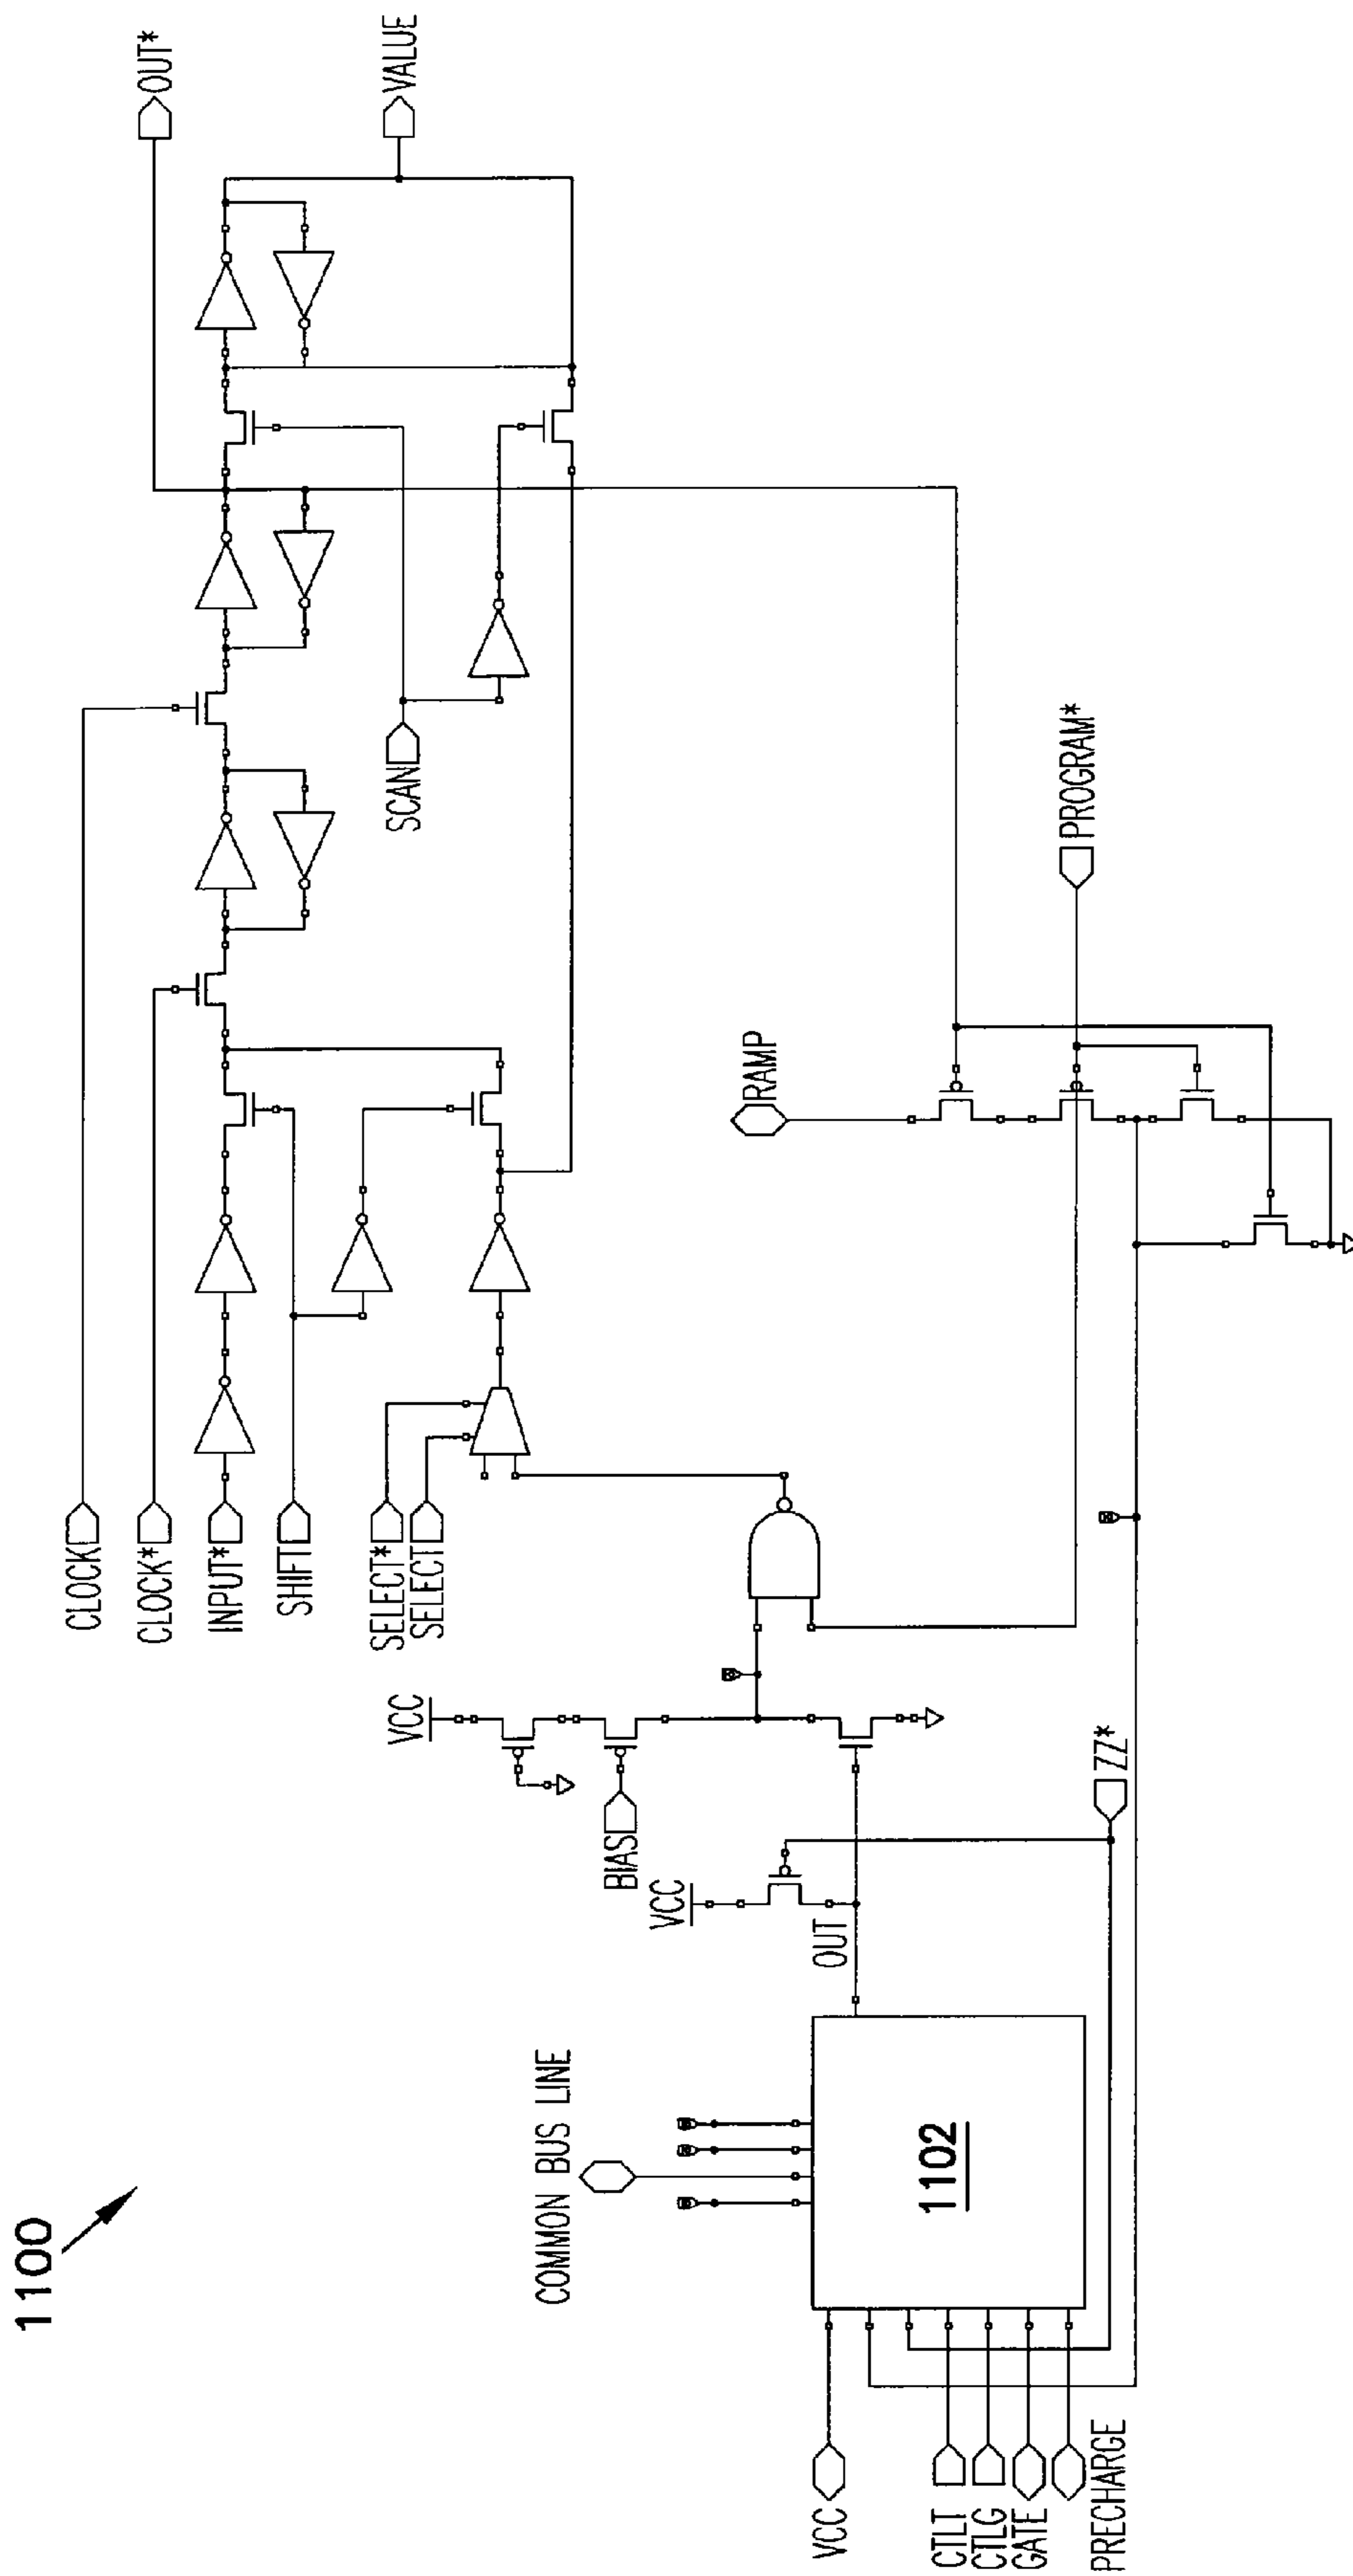 1100
CLOCK
CLOCK*
INPUT*
SHIFT
SELECT*
SELECT
SCAN
OUT*
VALUE
VCC
BIAS
VCC
OUT
COMMON BUS LINE
1102
VCC
CTLT
CTLG
GATE
PRECHARGE
ZZ*
RAMP
PROGRAM*